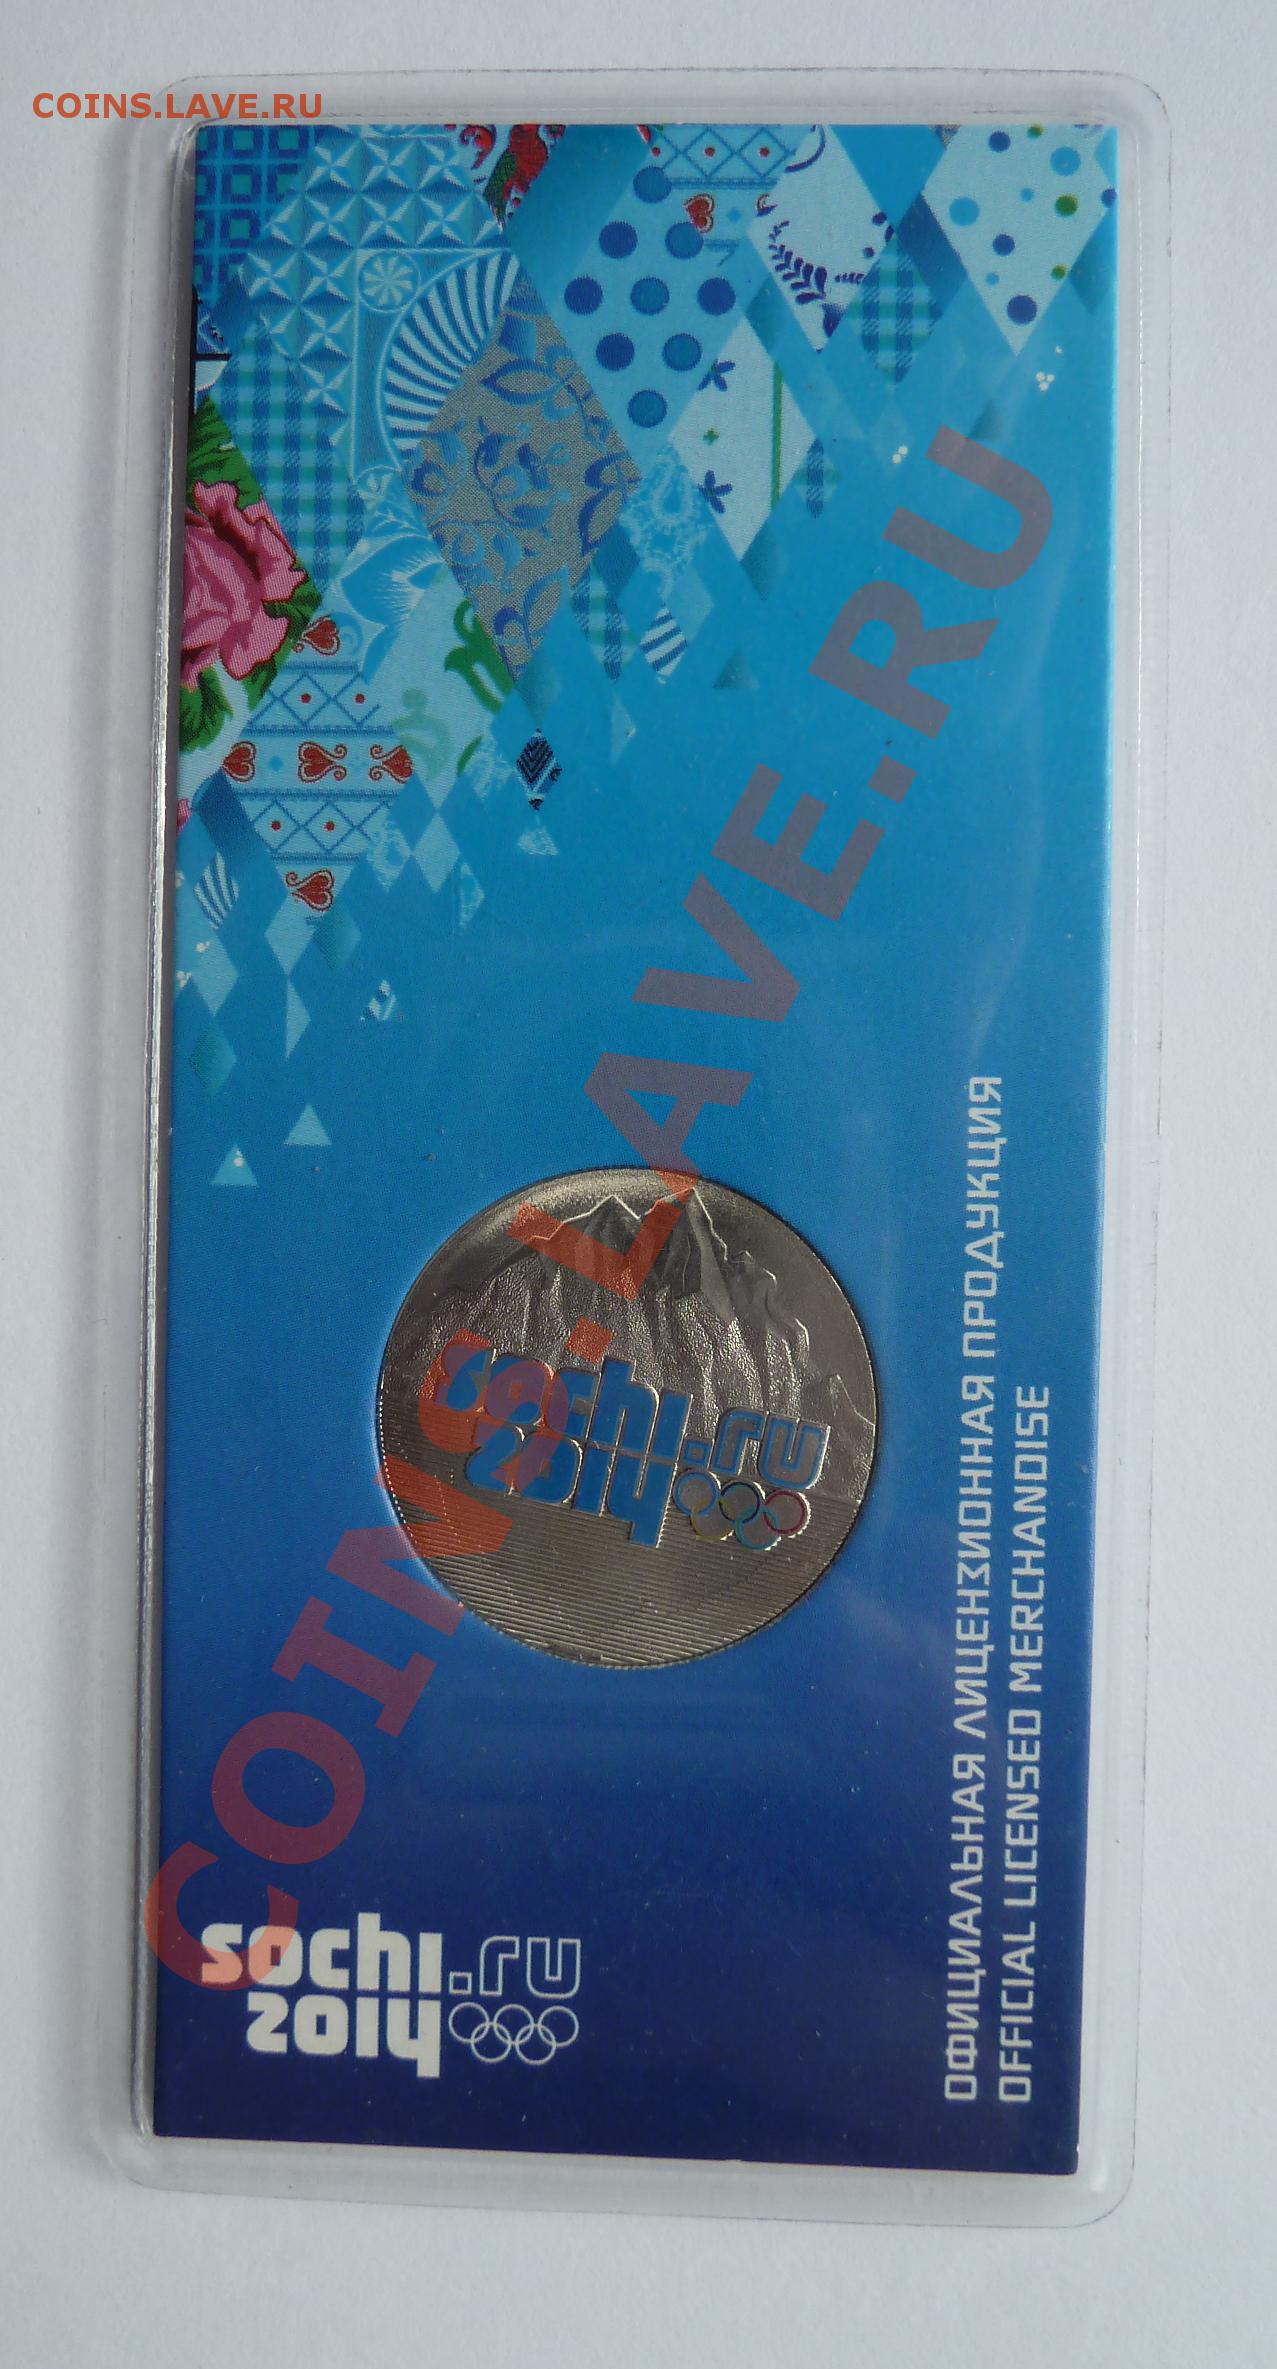 COINS.LAVE.RU
COINS.LAVE.RU
sochi.ru
2014
sochi.ru
2014
ОФИЦИАЛЬНАЯ ЛИЦЕНЗИОННАЯ ПРОДУКЦИЯ
OFFICIAL LICENSED MERCHANDISE